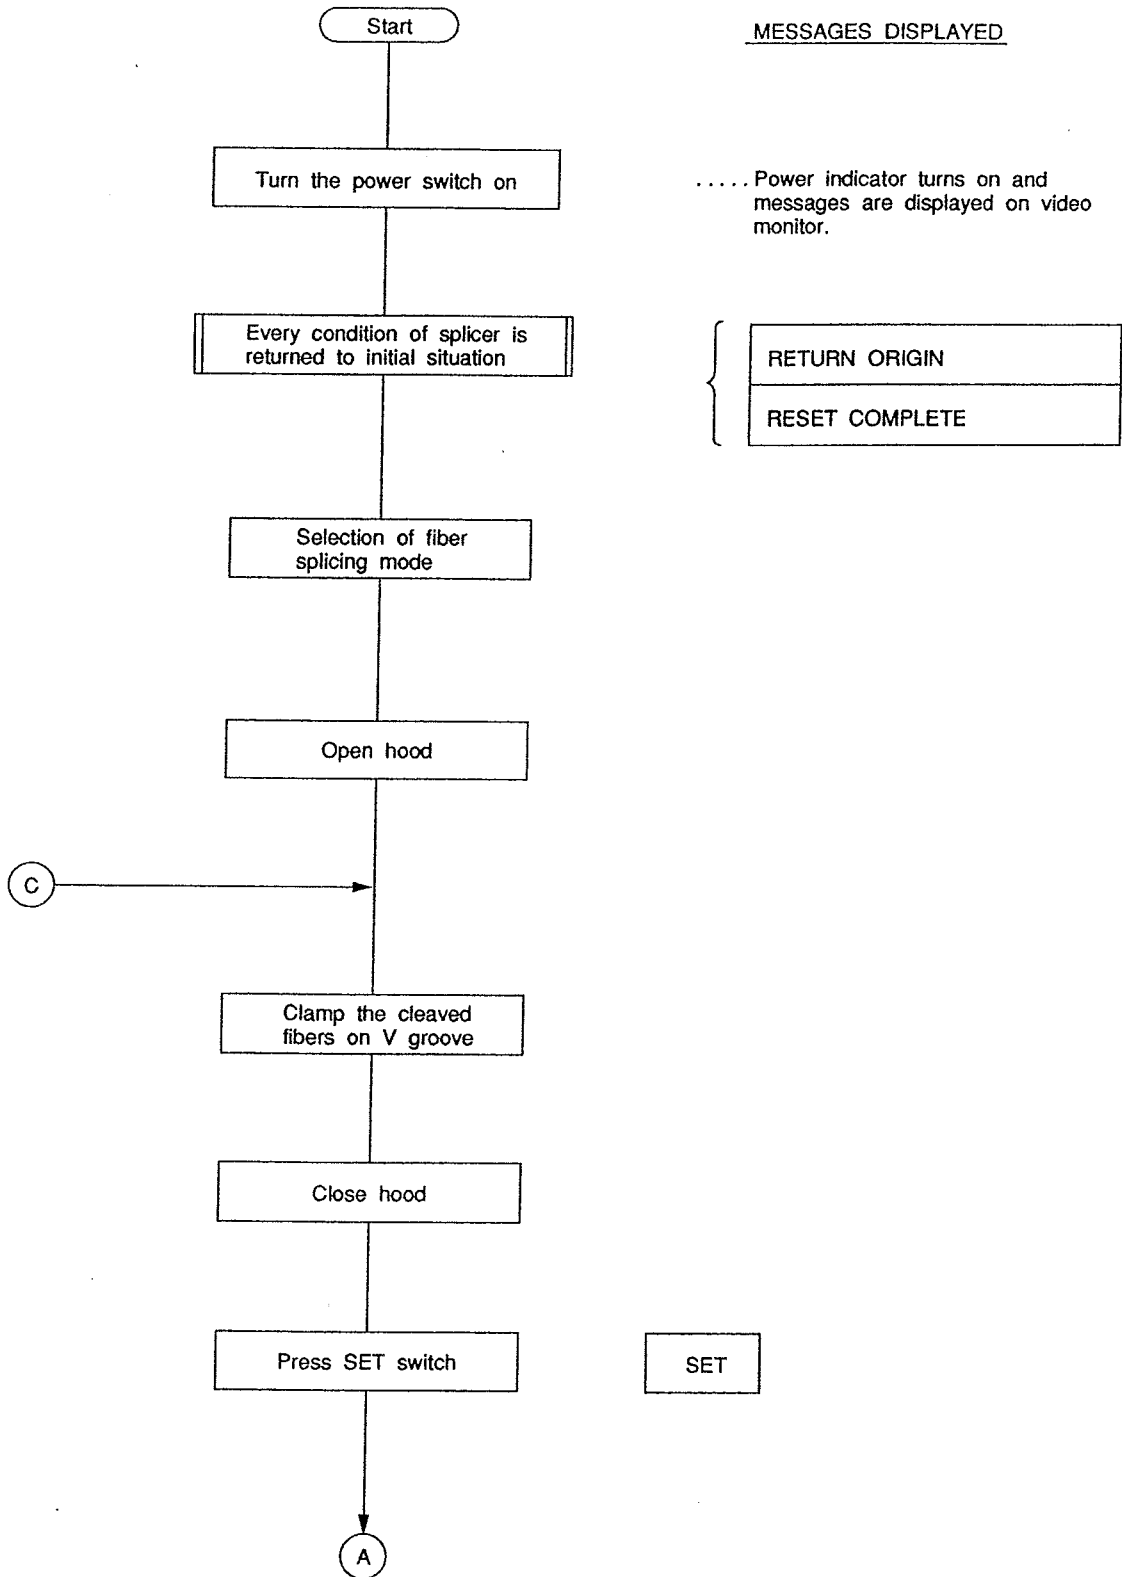 Start
MESSAGES DISPLAYED
Turn the power switch on
..... Power indicator turns on and
messages are displayed on video
monitor.
Every condition of splicer is
returned to initial situation
RETURN ORIGIN
RESET COMPLETE
Selection of fiber
splicing mode
Open hood
C
Clamp the cleaved
fibers on V groove
Close hood
Press SET switch
SET
A